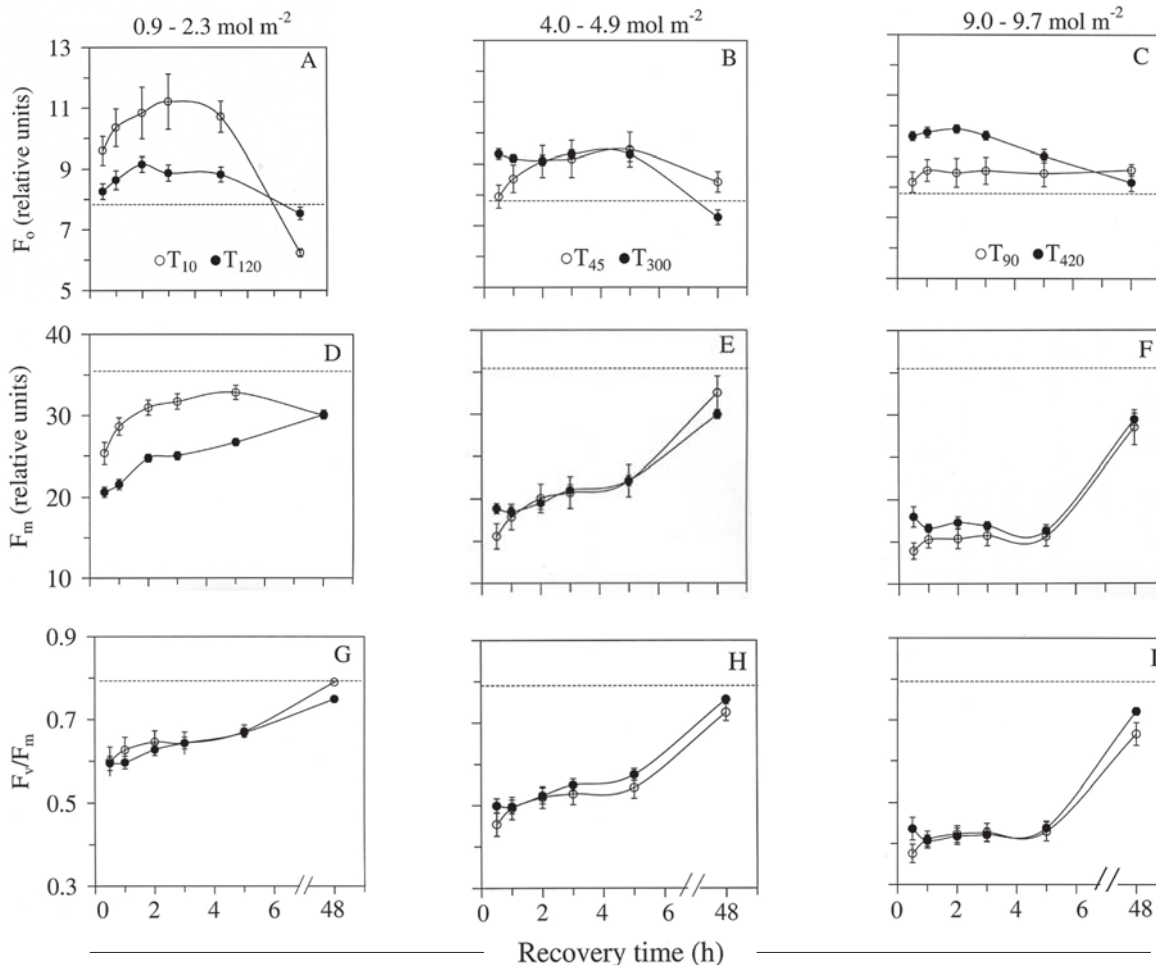 0.9 - 2.3 mol m⁻²
4.0 - 4.9 mol m⁻²
9.0 - 9.7 mol m⁻²
A
B
C
Fₒ (relative units)
13
11
9
7
5
T₁₀ T₁₂₀
T₄₅ T₃₀₀
T₉₀ T₄₂₀
D
E
F
Fₘ (relative units)
40
30
20
10
G
H
I
Fᵥ/Fₘ
0.9
0.7
0.5
0.3
0 2 4 6 48
0 2 4 6 48
0 2 4 6 48
Recovery time (h)